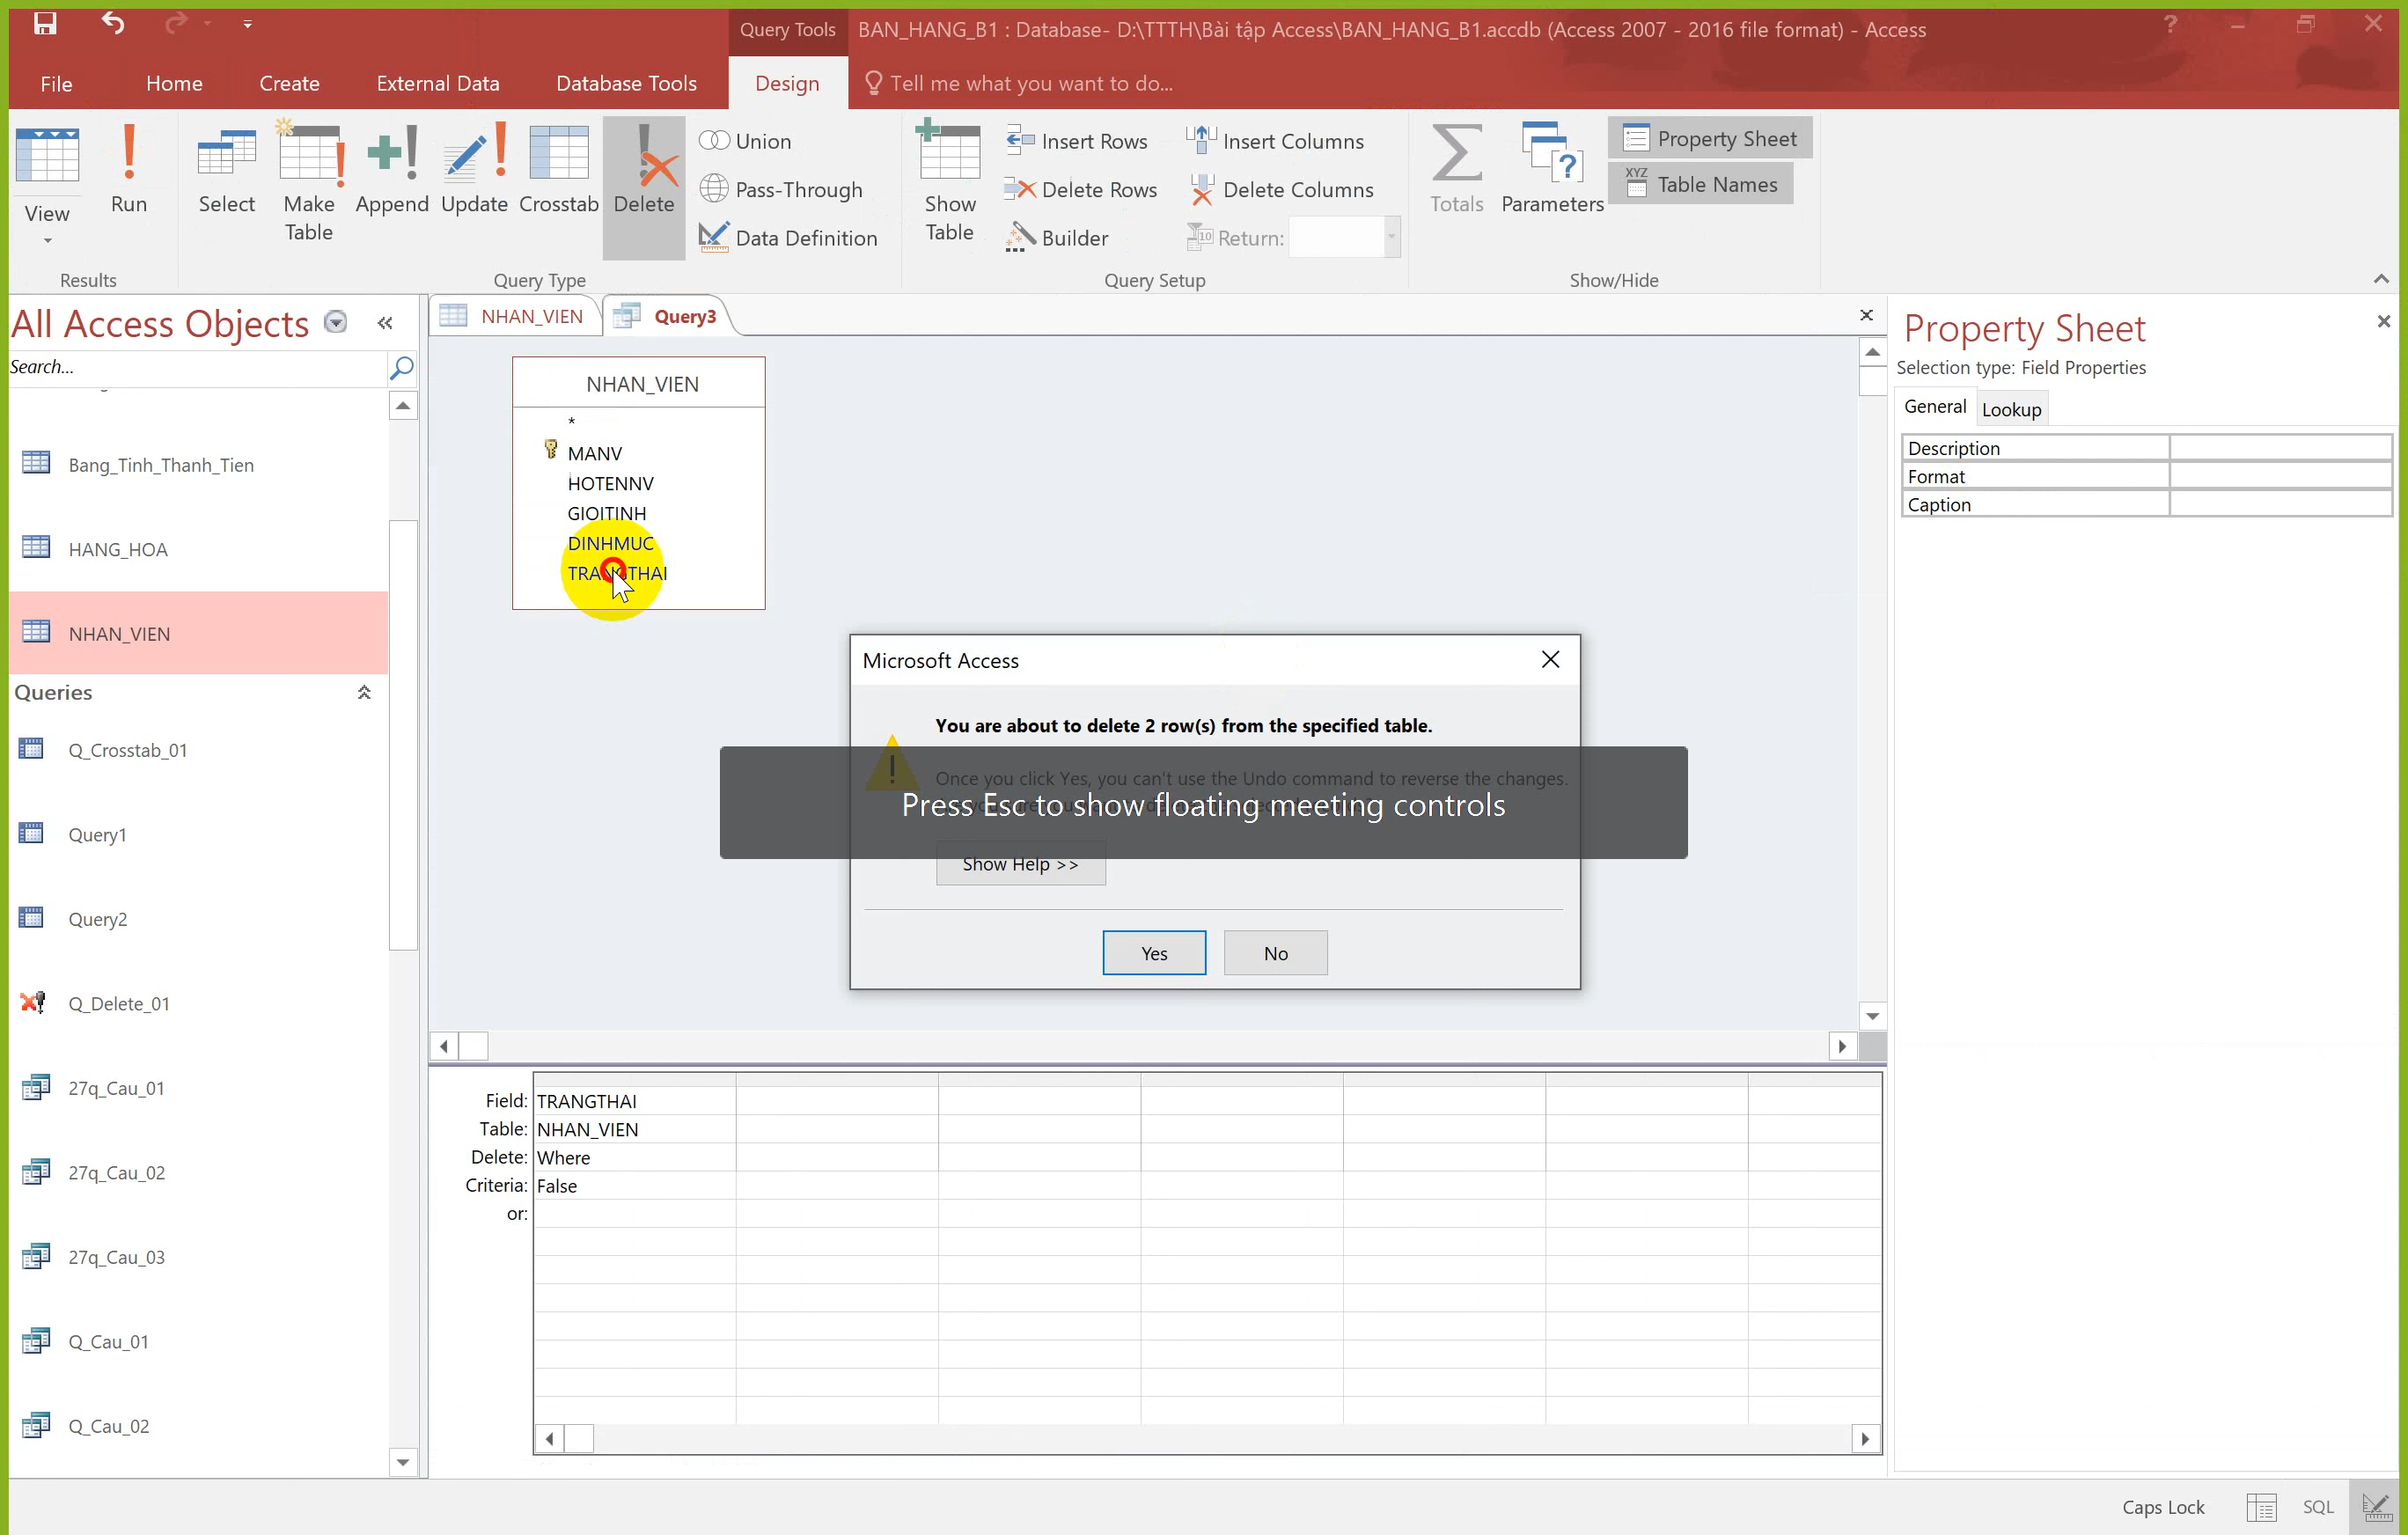 Query Tools
BAN_HANG_B1 : Database- D:\TTTH\Bài tập Access\BAN_HANG_B1.accdb (Access 2007 - 2016 file format) - Access
File Home Create External Data Database Tools Design Tell me what you want to do...
View
Run
Select
Make Table
Append
Update
Crosstab
Delete
Union
Pass-Through
Data Definition
Show Table
Insert Rows
Delete Rows
Builder
Insert Columns
Delete Columns
Return:
Totals
Parameters
Property Sheet
XYZ Table Names
Results
Query Type
Query Setup
Show/Hide
All Access Objects
Search...
Bang_Tinh_Thanh_Tien
HANG_HOA
NHAN_VIEN
Queries
Q_Crosstab_01
Query1
Query2
Q_Delete_01
27q_Cau_01
27q_Cau_02
27q_Cau_03
Q_Cau_01
Q_Cau_02
NHAN_VIEN
Query3
NHAN_VIEN
*
MANV
HOTENNV
GIOITINH
DINHMUC
TRANGTHAI
Microsoft Access
You are about to delete 2 row(s) from the specified table.
Once you click Yes, you can't use the Undo command to reverse the changes.
Press Esc to show floating meeting controls
Show Help >>
Yes
No
Field: TRANGTHAI
Table: NHAN_VIEN
Delete: Where
Criteria: False
or:
Property Sheet
Selection type: Field Properties
General
Lookup
Description
Format
Caption
Caps Lock
SQL